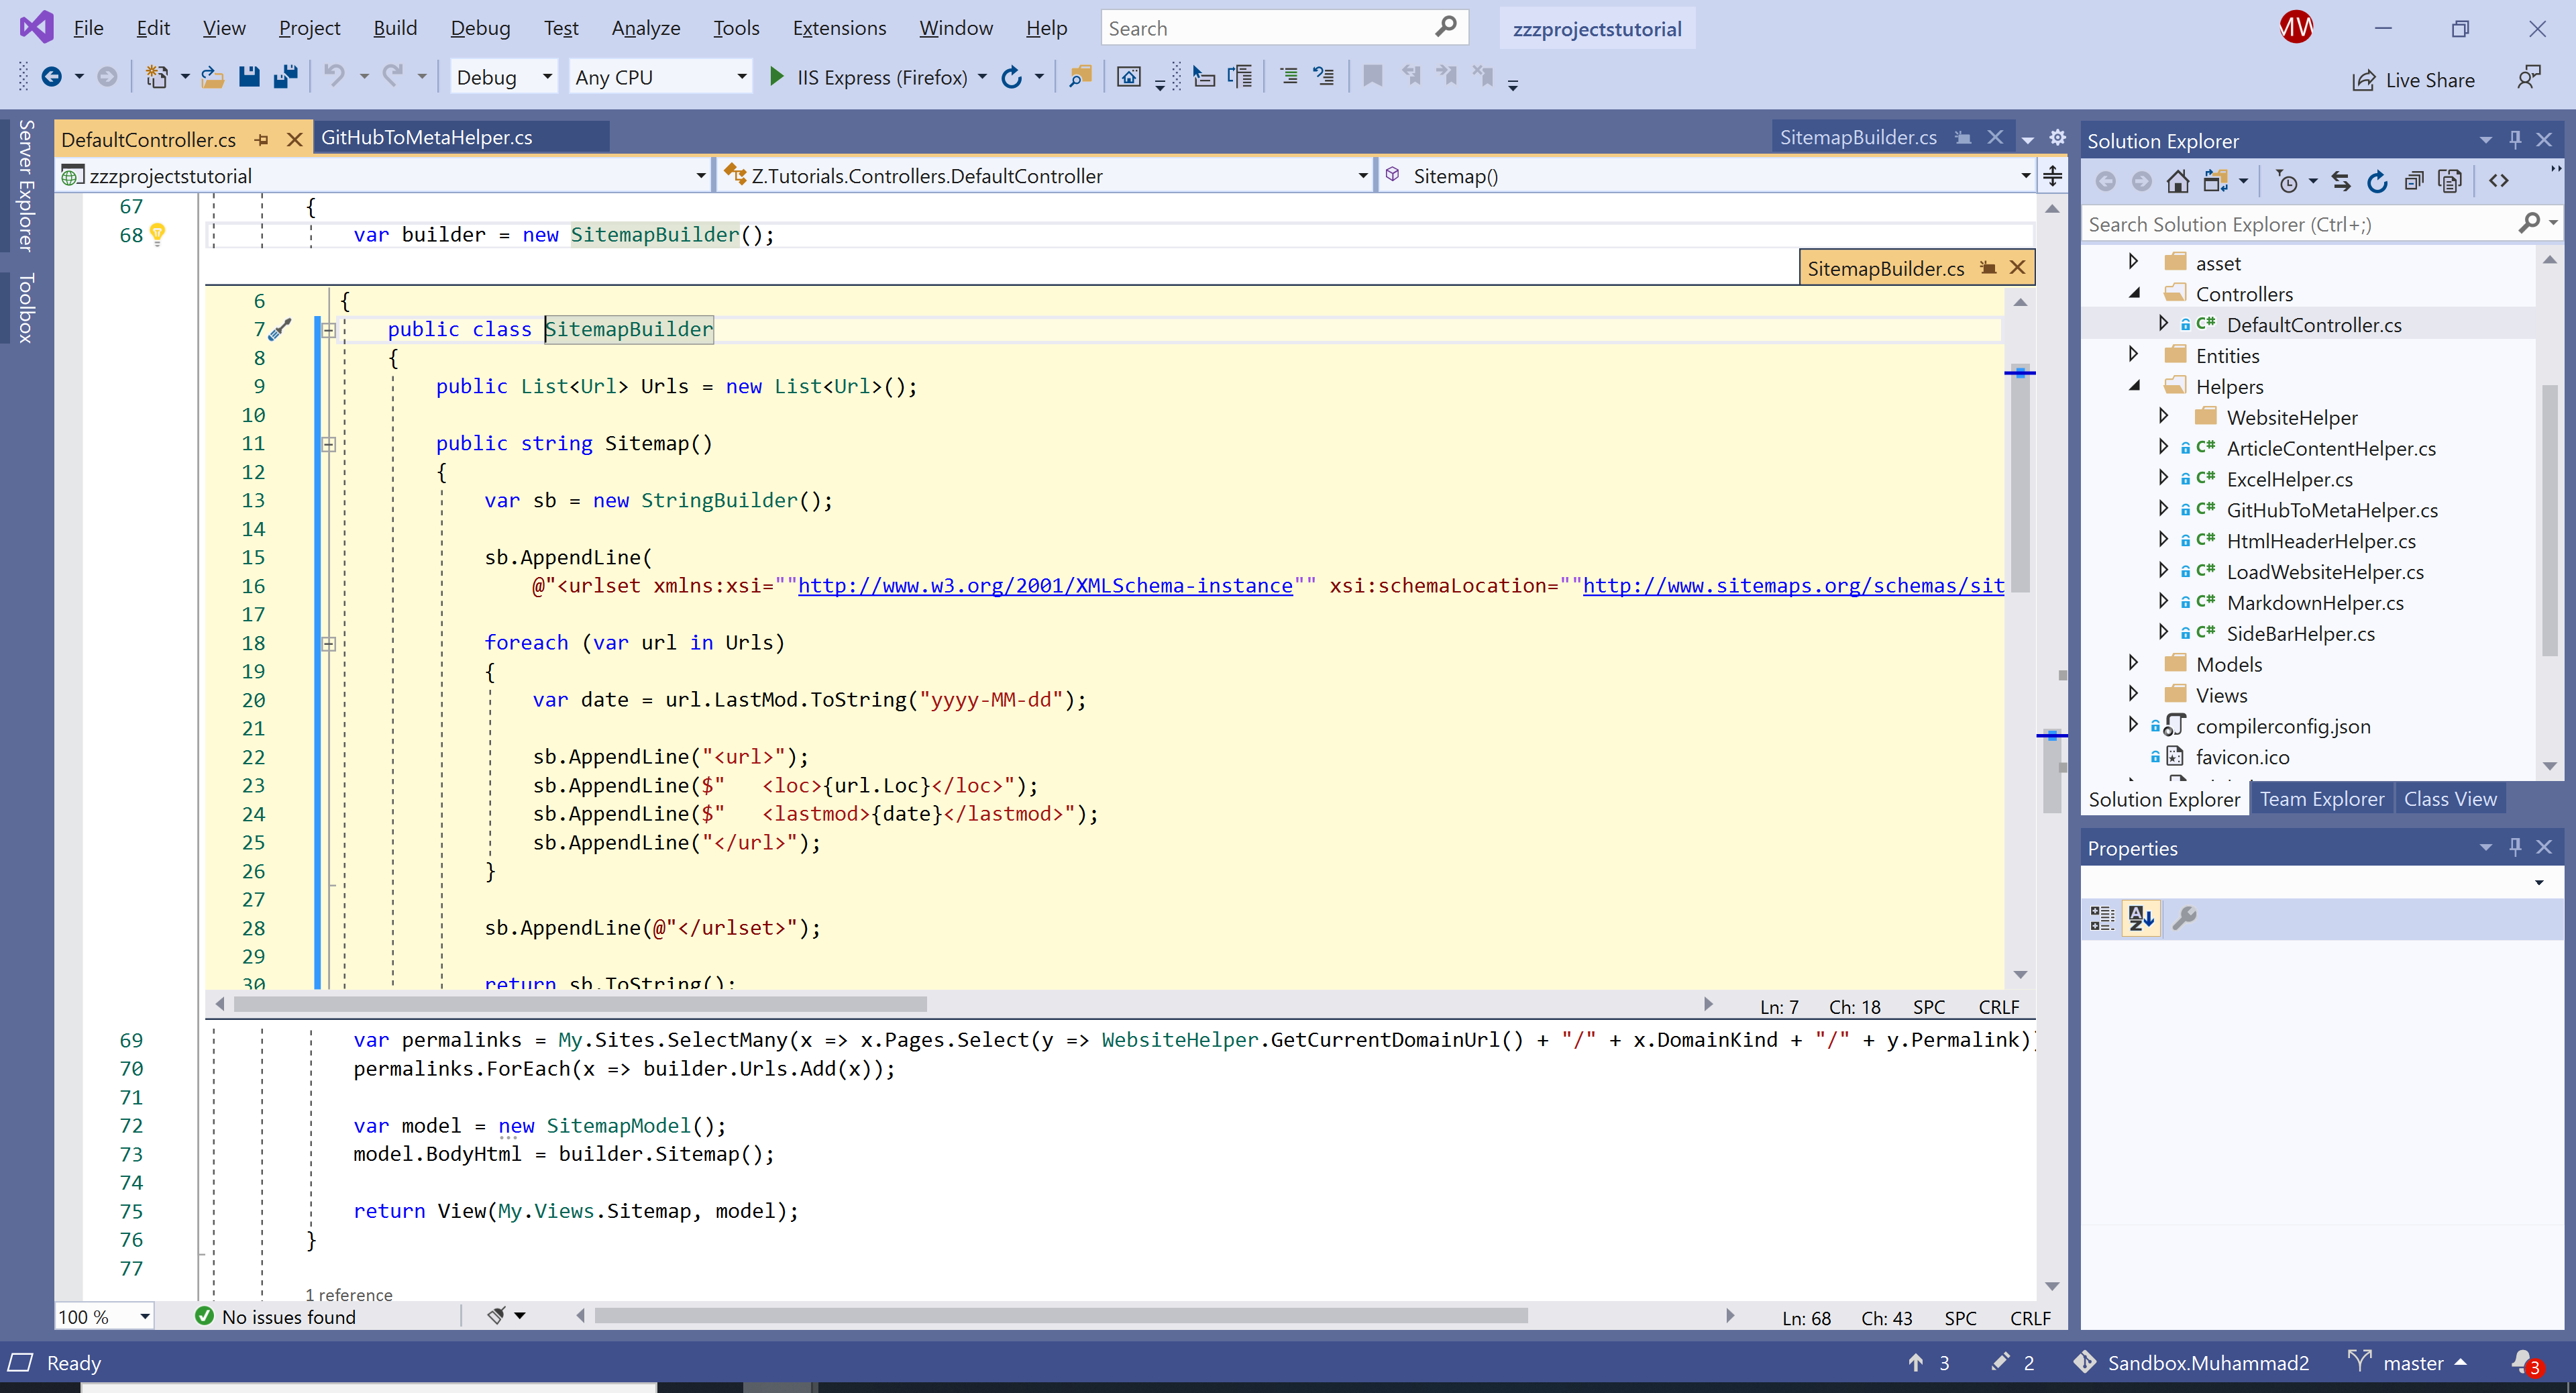 File Edit View Project Build Debug Test Analyze Tools Extensions Window Help Search zzzprojectstutorial MW
Debug Any CPU IIS Express (Firefox) Live Share
Server Explorer
Toolbox
DefaultController.cs GitHubToMetaHelper.cs SitemapBuilder.cs
zzzprojectstutorial Z.Tutorials.Controllers.DefaultController Sitemap()
67 {
68 var builder = new SitemapBuilder();
SitemapBuilder.cs
6 {
7 public class SitemapBuilder
8 {
9 public List<Url> Urls = new List<Url>();
10
11 public string Sitemap()
12 {
13 var sb = new StringBuilder();
14
15 sb.AppendLine(
16 @"<urlset xmlns:xsi=""http://www.w3.org/2001/XMLSchema-instance"" xsi:schemaLocation=""http://www.sitemaps.org/schemas/sit
17
18 foreach (var url in Urls)
19 {
20 var date = url.LastMod.ToString("yyyy-MM-dd");
21
22 sb.AppendLine("<url>");
23 sb.AppendLine($"   <loc>{url.Loc}</loc>");
24 sb.AppendLine($"   <lastmod>{date}</lastmod>");
25 sb.AppendLine("</url>");
26 }
27
28 sb.AppendLine(@"</urlset>");
29
30 return sb.ToString();
Ln: 7 Ch: 18 SPC CRLF
69 var permalinks = My.Sites.SelectMany(x => x.Pages.Select(y => WebsiteHelper.GetCurrentDomainUrl() + "/" + x.DomainKind + "/" + y.Permalink)
70 permalinks.ForEach(x => builder.Urls.Add(x));
71
72 var model = new SitemapModel();
73 model.BodyHtml = builder.Sitemap();
74
75 return View(My.Views.Sitemap, model);
76 }
77
1 reference
100 % No issues found Ln: 68 Ch: 43 SPC CRLF
Solution Explorer
Search Solution Explorer (Ctrl+;)
asset
Controllers
C# DefaultController.cs
Entities
Helpers
WebsiteHelper
C# ArticleContentHelper.cs
C# ExcelHelper.cs
C# GitHubToMetaHelper.cs
C# HtmlHeaderHelper.cs
C# LoadWebsiteHelper.cs
C# MarkdownHelper.cs
C# SideBarHelper.cs
Models
Views
compilerconfig.json
favicon.ico
Solution Explorer Team Explorer Class View
Properties
Ready 3 2 Sandbox.Muhammad2 master 3